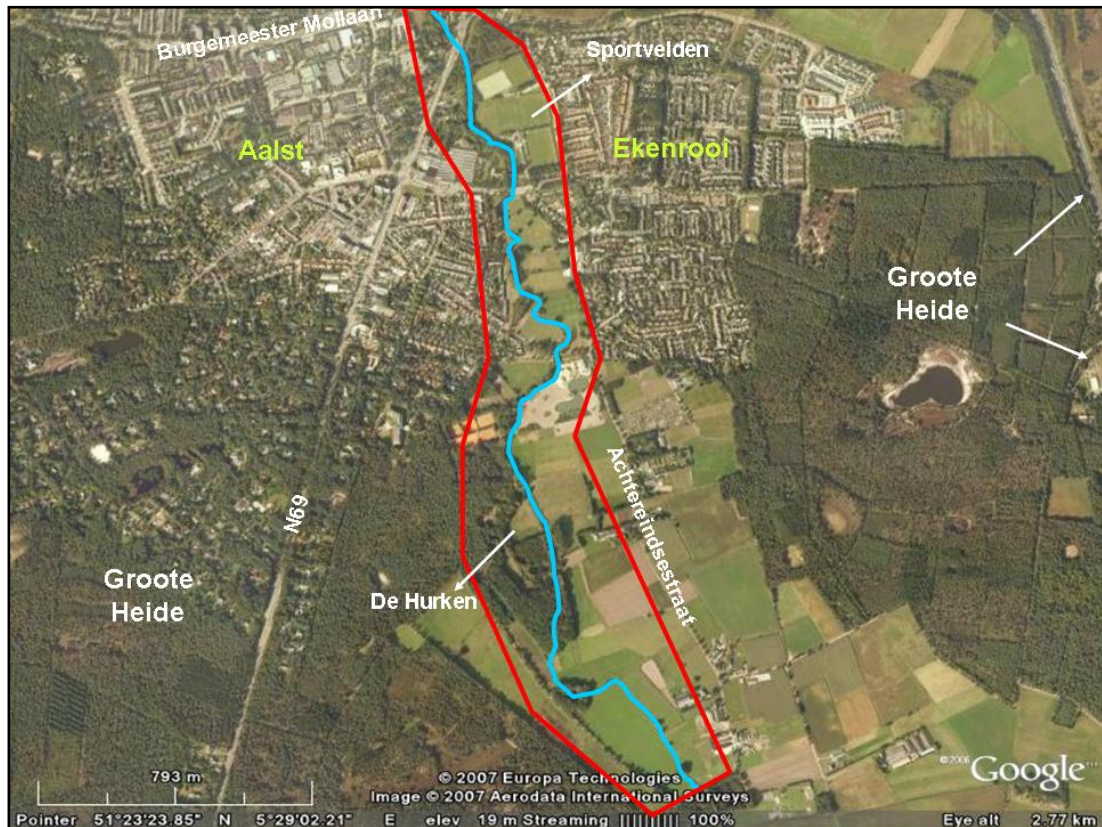 Burgemeester Mollaan
Sportvelden
Aalst
Ekenrooi
Groote
Heide
N69
Achtereindsestraat
Groote
Heide
De Hurken
793 m
© 2007 Europa Technologies
Image © 2007 Aerodata International Surveys
©2006 Google™
Pointer 51°23'23.85" N 5°29'02.21" E elev 19 m Streaming |||||||||| 100% Eye alt 2.77 km